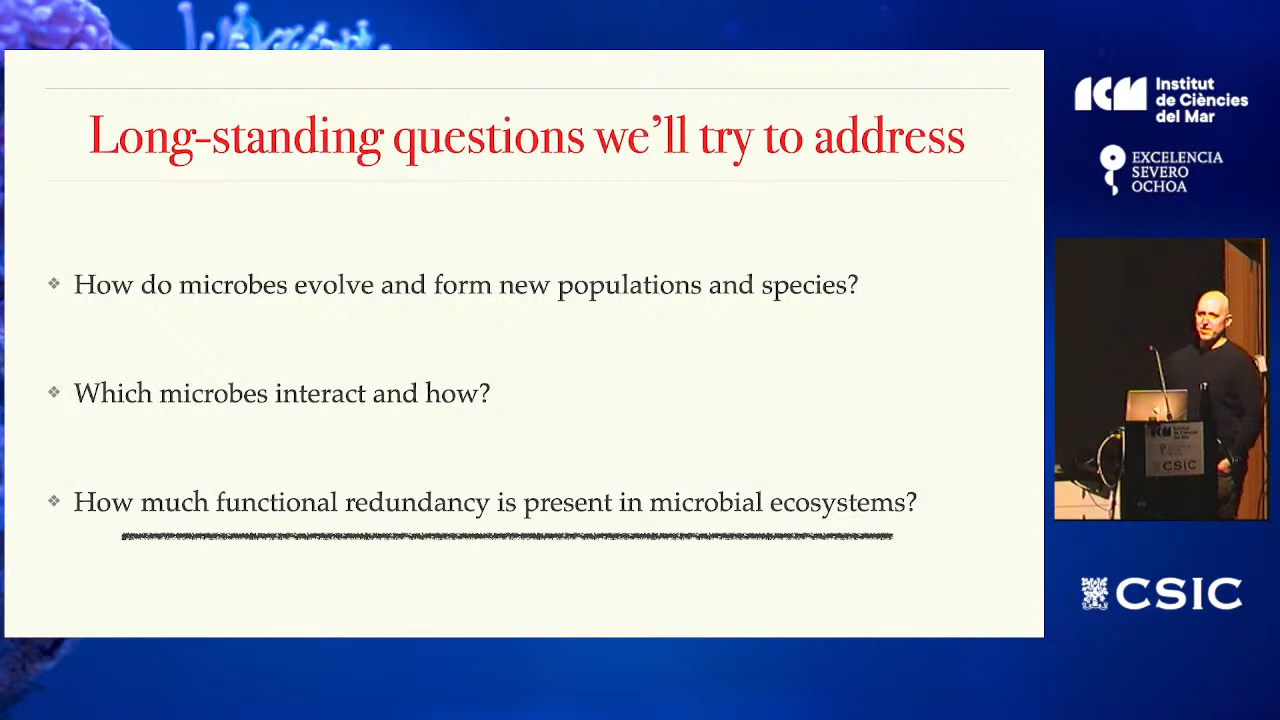 Long-standing questions we'll try to address
How do microbes evolve and form new populations and species?
Which microbes interact and how?
How much functional redundancy is present in microbial ecosystems?
ICM
Institut
de Ciències
del Mar
EXCELENCIA
SEVERO
OCHOA
CSIC
CSIC